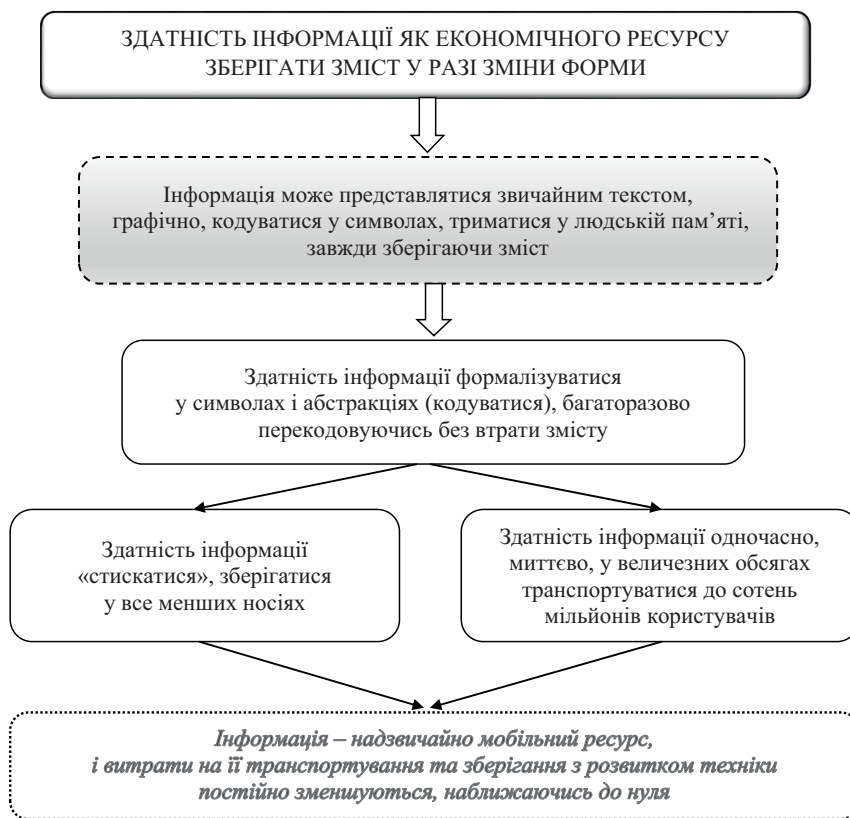 ЗДАТНІСТЬ ІНФОРМАЦІЇ ЯК ЕКОНОМІЧНОГО РЕСУРСУ
ЗБЕРІГАТИ ЗМІСТ У РАЗІ ЗМІНИ ФОРМИ
Інформація може представлятися звичайним текстом,
графічно, кодуватися у символах, триматися у людській пам’яті,
завжди зберігаючи зміст
Здатність інформації формалізуватися
у символах і абстракціях (кодуватися), багаторазово
перекодовуючись без втрати змісту
Здатність інформації
«стискатися», зберігатися
у все менших носіях
Здатність інформації одночасно,
миттєво, у величезних обсягах
транспортуватися до сотень
мільйонів користувачів
Інформація – надзвичайно мобільний ресурс,
і витрати на її транспортування та зберігання з розвитком техніки
постійно зменшуються, наближаючись до нуля